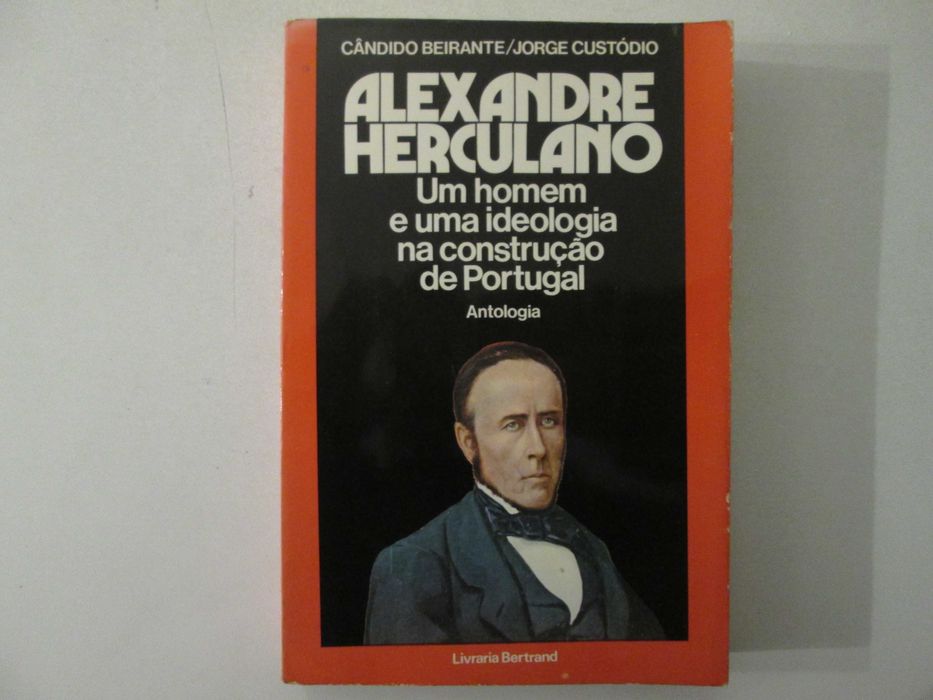 CÂNDIDO BEIRANTE/JORGE CUSTÓDIO
ALEXANDRE
HERCULANO
Um homem
e uma ideologia
na construção
de Portugal
Antologia
Livraria Bertrand